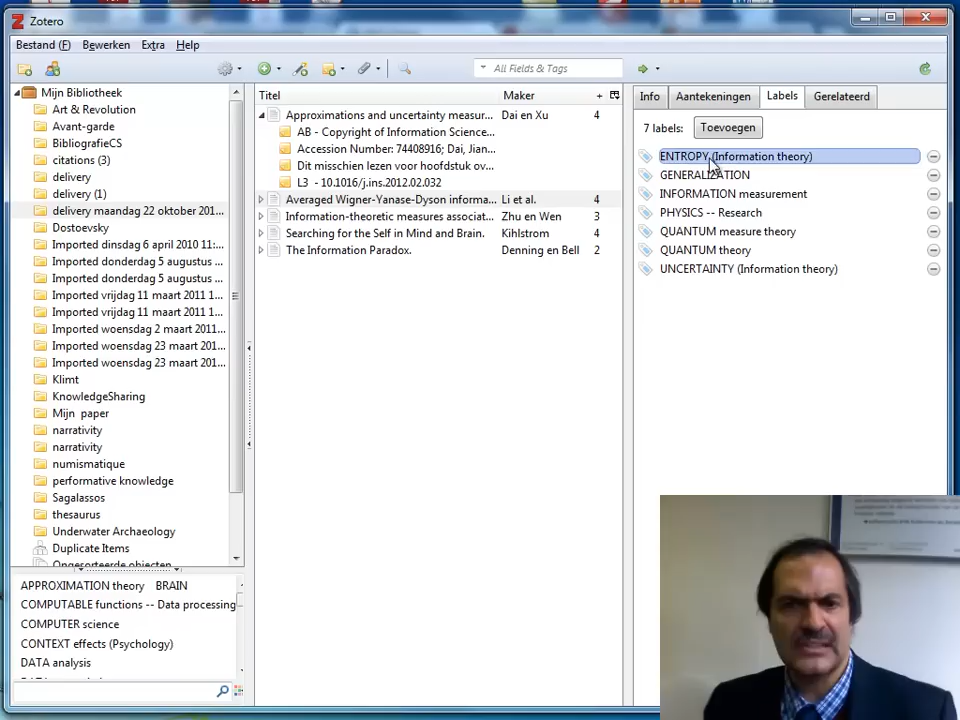 Zotero
Bestand (F) Bewerken Extra Help
All Fields & Tags
Mijn Bibliotheek
Art & Revolution
Avant-garde
BibliografieCS
citations (3)
delivery
delivery (1)
delivery maandag 22 oktober 201...
Dostoevsky
Imported dinsdag 6 april 2010 11:...
Imported donderdag 5 augustus ...
Imported donderdag 5 augustus ...
Imported vrijdag 11 maart 2011 1...
Imported vrijdag 11 maart 2011 1...
Imported woensdag 2 maart 2011...
Imported woensdag 23 maart 201...
Imported woensdag 23 maart 201...
Klimt
KnowledgeSharing
Mijn paper
narrativity
narrativity
numismatique
performative knowledge
Sagalassos
thesaurus
Underwater Archaeology
Duplicate Items
Ongesorteerde objecten
APPROXIMATION theory BRAIN
COMPUTABLE functions -- Data processing
COMPUTER science
CONTEXT effects (Psychology)
DATA analysis
Titel Maker +
Approximations and uncertainty measur... Dai en Xu 4
AB - Copyright of Information Science...
Accession Number: 74408916; Dai, Jian...
Dit misschien lezen voor hoofdstuk ov...
L3 - 10.1016/j.ins.2012.02.032
Averaged Wigner-Yanase-Dyson informa... Li et al. 4
Information-theoretic measures associat... Zhu en Wen 3
Searching for the Self in Mind and Brain. Kihlstrom 4
The Information Paradox. Denning en Bell 2
Info Aantekeningen Labels Gerelateerd
7 labels: Toevoegen
ENTROPY (Information theory)
GENERALIZATION
INFORMATION measurement
PHYSICS -- Research
QUANTUM measure theory
QUANTUM theory
UNCERTAINTY (Information theory)